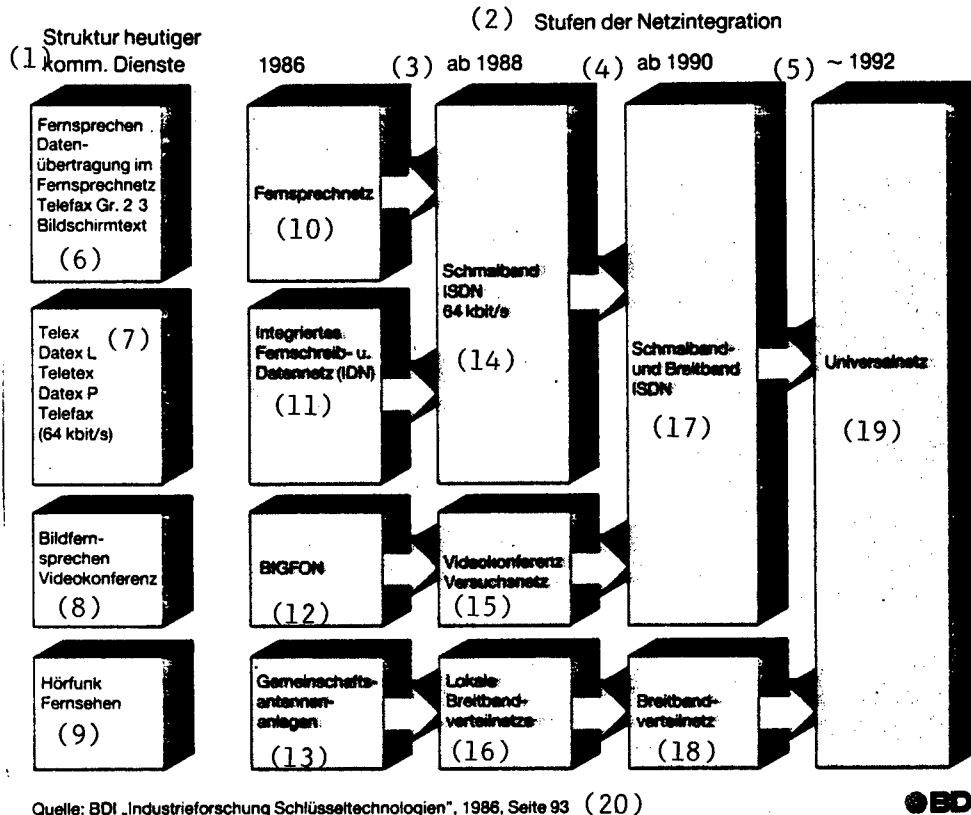 (2) Stufen der Netzintegration
Struktur heutiger
(1) komm. Dienste
1986 (3) ab 1988 (4) ab 1990 (5) ~ 1992
Fernsprechen
Daten-
übertragung im
Fernsprechnetz
Telefax Gr. 2 3
Bildschirmtext
(6)
Fernsprechnetz
(10)
Telex (7)
Datex L
Teletex
Datex P
Telefax
(64 kbit/s)
Integriertes
Fernschreib- u.
Datennetz (IDN)
(11)
Schmalband
ISDN
64 kbit/s
(14)
Schmalband-
und Breitband
ISDN
(17)
Universalnetz
(19)
Bildfern-
sprechen
Videokonferenz
(8)
BIGFON
(12)
Videokonferenz
Versuchsnetz
(15)
Hörfunk
Fernsehen
(9)
Gemeinschafts-
antennen-
anlagen
(13)
Lokale
Breitband-
verteilnetze
(16)
Breitband-
verteilnetz
(18)
Quelle: BDI „Industrieforschung Schlüsseltechnologien", 1986, Seite 93 (20)
BD